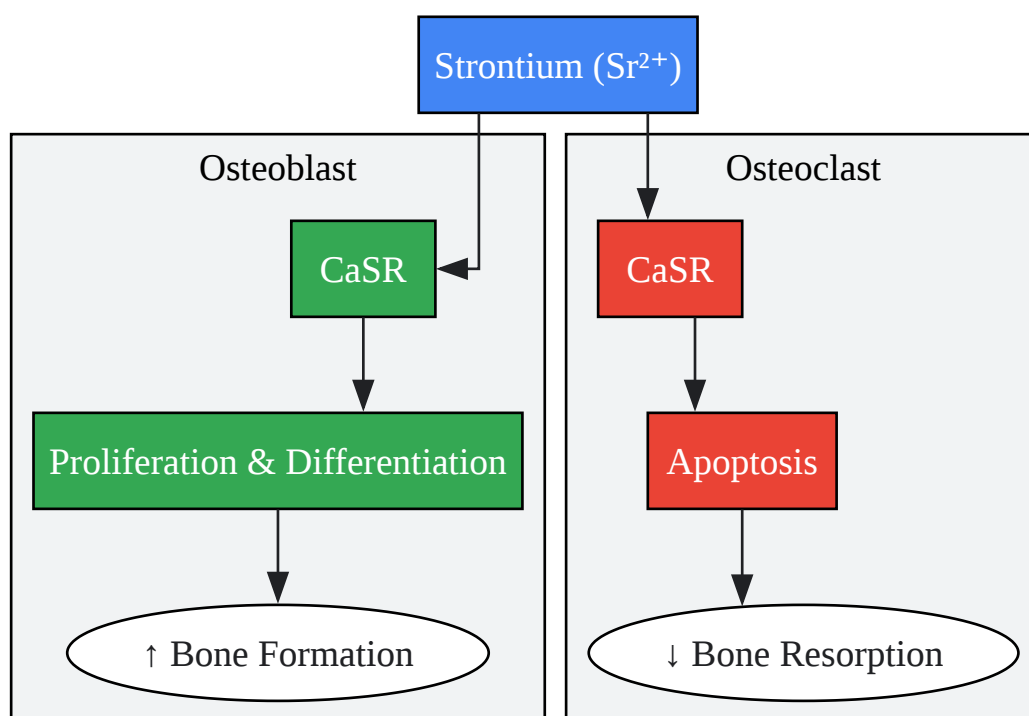 Strontium (Sr²⁺)
Osteoblast
CaSR
Proliferation & Differentiation
↑ Bone Formation
Osteoclast
CaSR
Apoptosis
↓ Bone Resorption